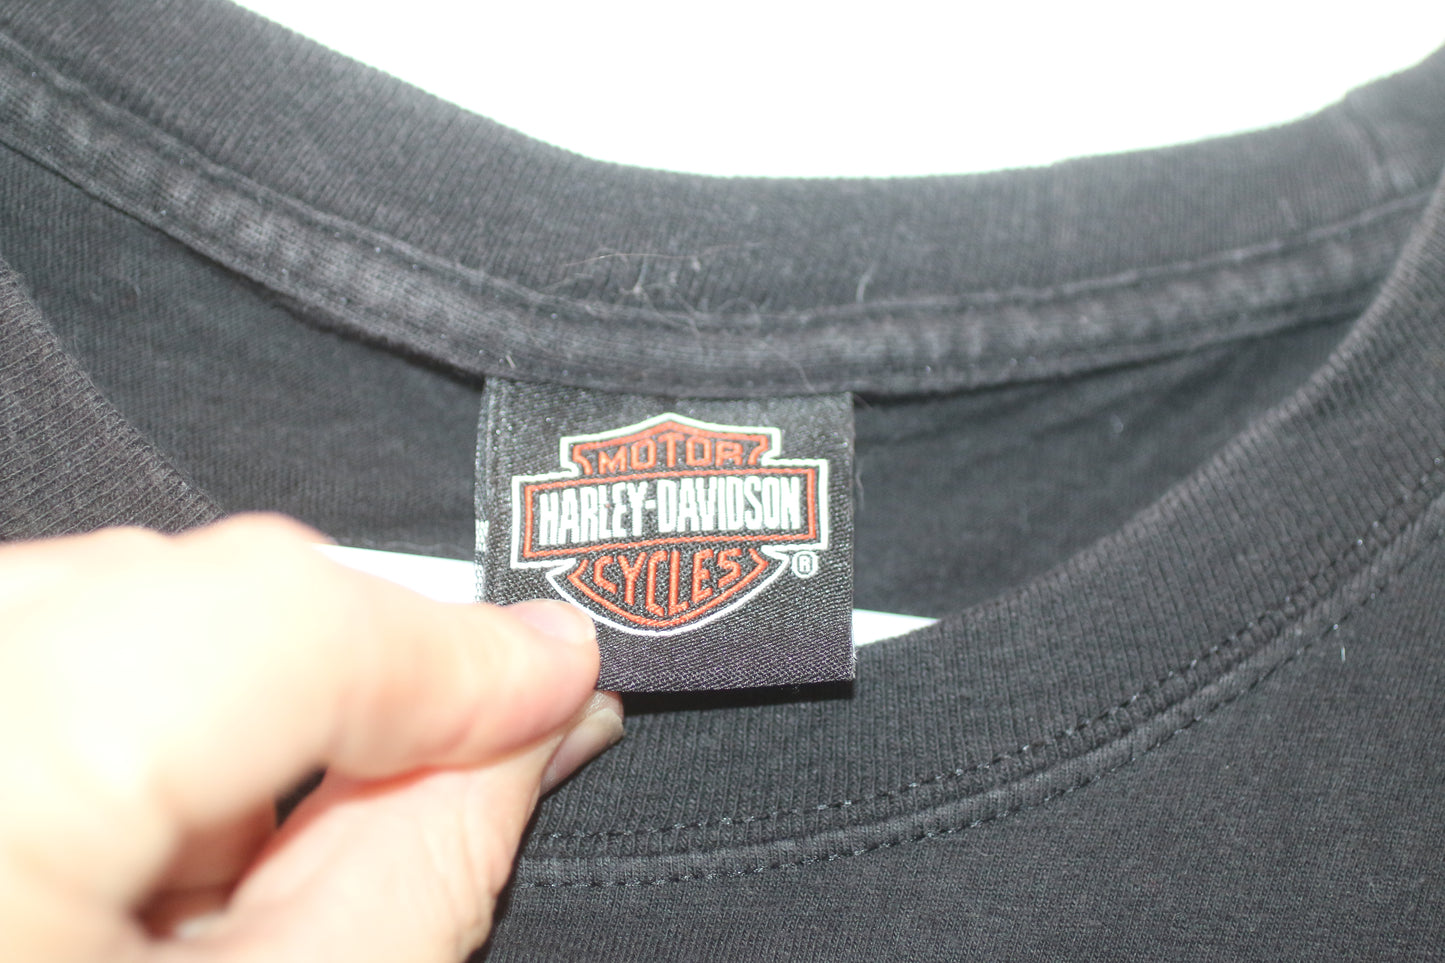 MOTOR
HARLEY-DAVIDSON
CYCLES
®